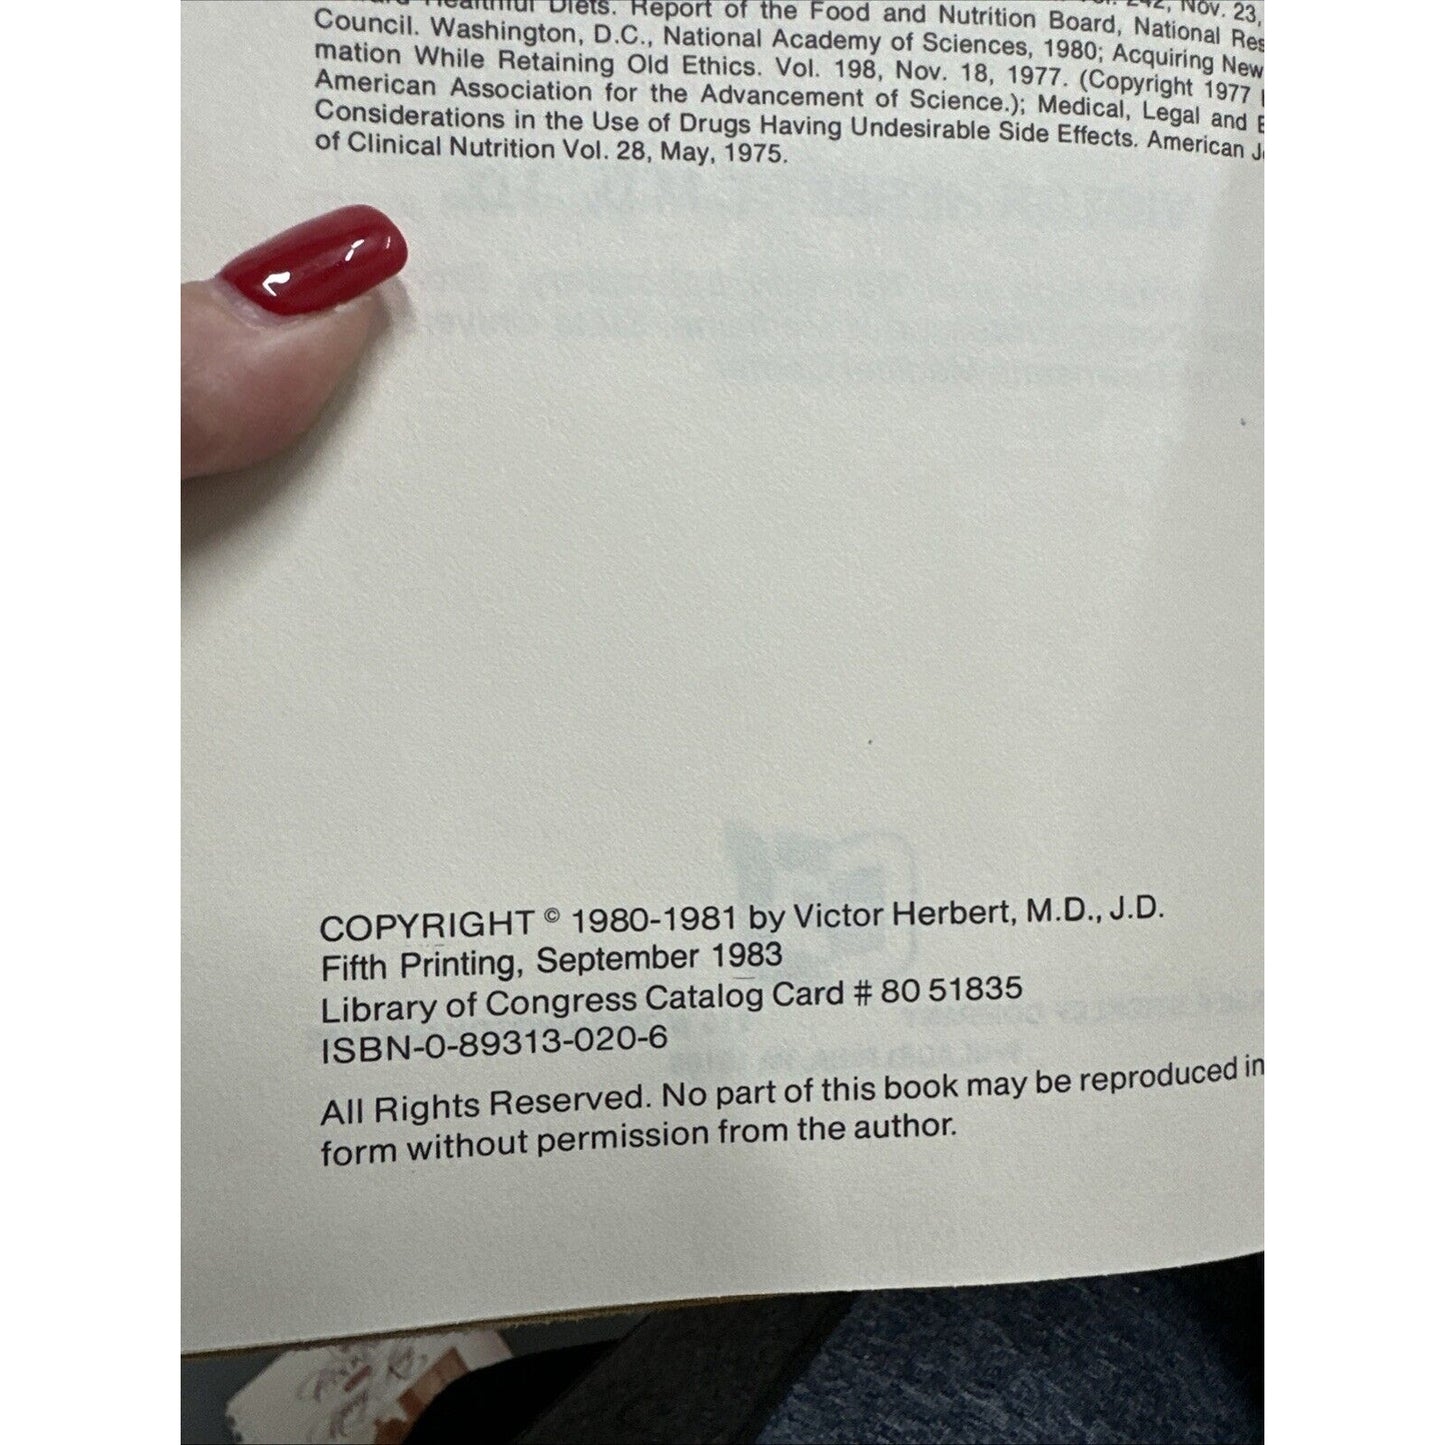 Healthful Diets. Report of the Food and Nutrition Board, National
Council. Washington, D.C., National Academy of Sciences, 1980; Acquiring New
mation While Retaining Old Ethics. Vol. 198, Nov. 18, 1977. (Copyright 1977
American Association for the Advancement of Science.); Medical, Legal and
Considerations in the Use of Drugs Having Undesirable Side Effects. American
of Clinical Nutrition Vol. 28, May, 1975.
COPYRIGHT © 1980-1981 by Victor Herbert, M.D., J.D.
Fifth Printing, September 1983
Library of Congress Catalog Card # 80 51835
ISBN-0-89313-020-6
All Rights Reserved. No part of this book may be reproduced in
form without permission from the author.